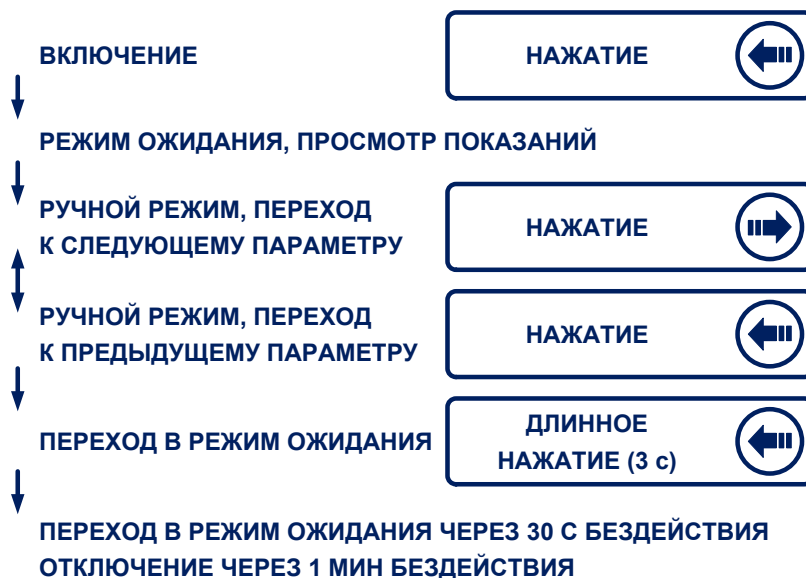 ВКЛЮЧЕНИЕ
НАЖАТИЕ
РЕЖИМ ОЖИДАНИЯ, ПРОСМОТР ПОКАЗАНИЙ
РУЧНОЙ РЕЖИМ, ПЕРЕХОД
К СЛЕДУЮЩЕМУ ПАРАМЕТРУ
НАЖАТИЕ
РУЧНОЙ РЕЖИМ, ПЕРЕХОД
К ПРЕДЫДУЩЕМУ ПАРАМЕТРУ
НАЖАТИЕ
ПЕРЕХОД В РЕЖИМ ОЖИДАНИЯ
ДЛИННОЕ
НАЖАТИЕ (3 с)
ПЕРЕХОД В РЕЖИМ ОЖИДАНИЯ ЧЕРЕЗ 30 С БЕЗДЕЙСТВИЯ
ОТКЛЮЧЕНИЕ ЧЕРЕЗ 1 МИН БЕЗДЕЙСТВИЯ